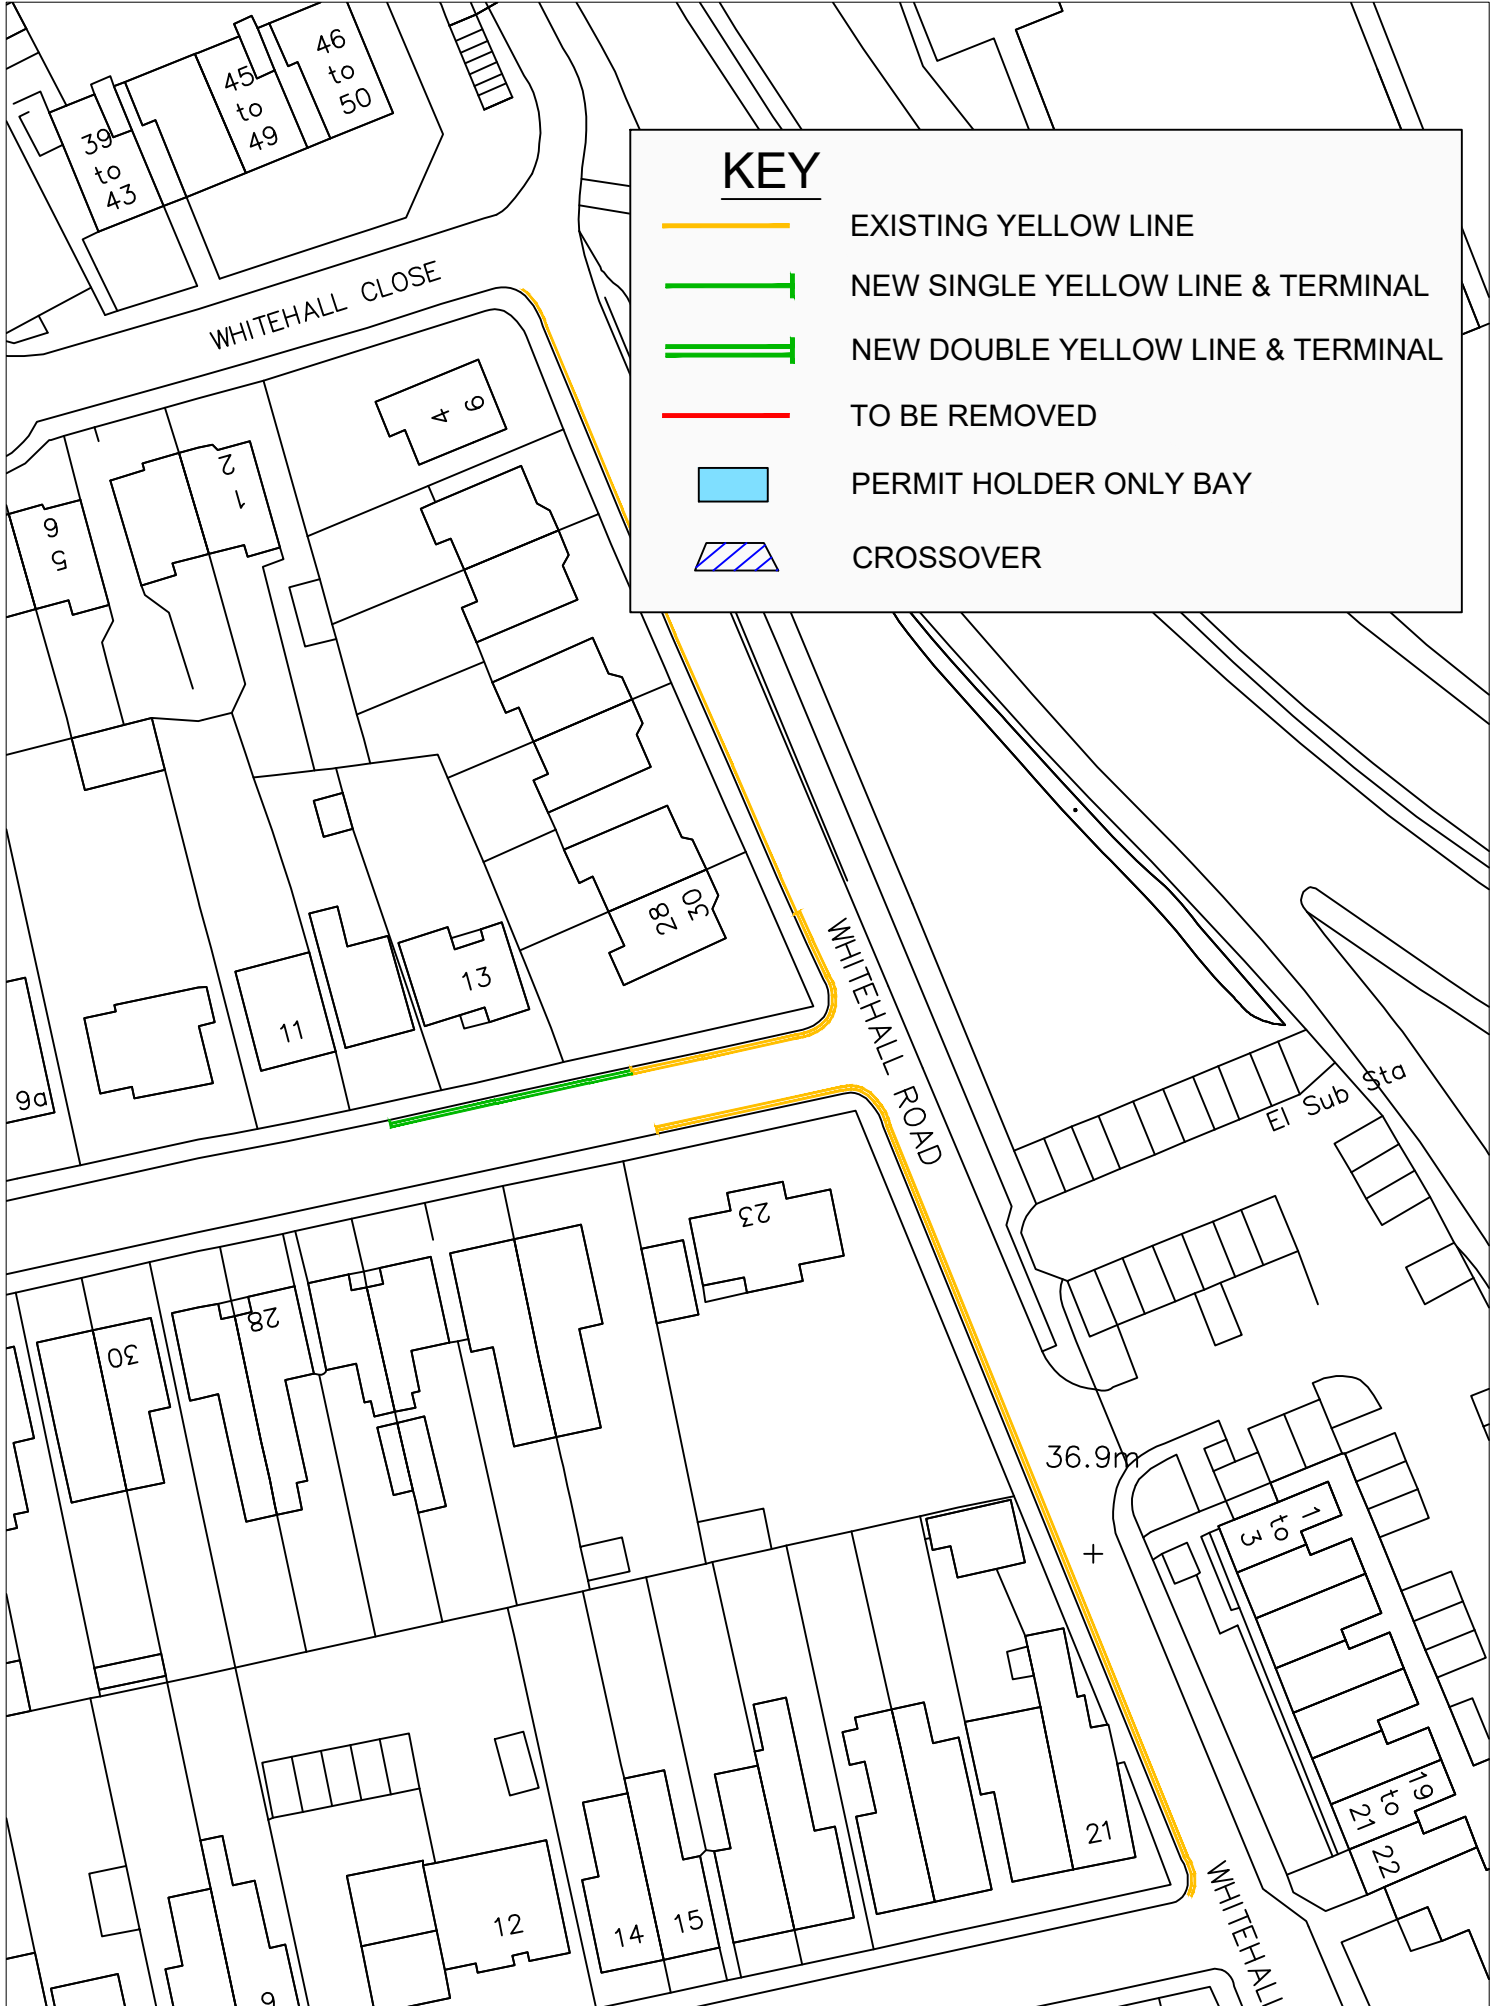 46
to
50
45
to
49
39
to
43
KEY
EXISTING YELLOW LINE
NEW SINGLE YELLOW LINE & TERMINAL
NEW DOUBLE YELLOW LINE & TERMINAL
TO BE REMOVED
PERMIT HOLDER ONLY BAY
CROSSOVER
WHITEHALL CLOSE
4
6
2
1
6
5
28
30
WHITEHALL ROAD
13
11
9a
El Sub Sta
23
28
30
36.9m
1
to
3
19
to
21
22
21
12
14
15
9
WHITEHALL